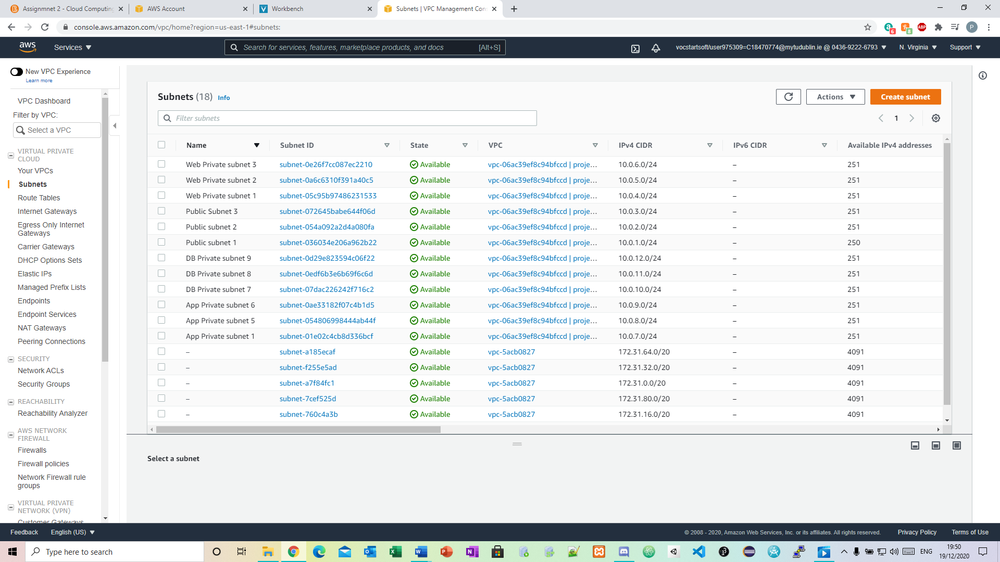 Assignmnet 2 - Cloud Computing
AWS Account
Workbench
Subnets | VPC Management Con
console.aws.amazon.com/vpc/home?region=us-east-1#subnets:
6
8
ABP
P
aws
Services
Search for services, features, marketplace products, and docs
[Alt+S]
vocstartsoft/user975309=C18470774@mytudublin.ie @ 0436-9222-6793
N. Virginia
Support
New VPC Experience
Learn more
VPC Dashboard
Filter by VPC:
Select a VPC
VIRTUAL PRIVATE
CLOUD
Your VPCs
Subnets
Route Tables
Internet Gateways
Egress Only Internet
Gateways
Carrier Gateways
DHCP Options Sets
Elastic IPs
Managed Prefix Lists
Endpoints
Endpoint Services
NAT Gateways
Peering Connections
SECURITY
Network ACLs
Security Groups
REACHABILITY
Reachability Analyzer
AWS NETWORK
FIREWALL
Firewalls
Firewall policies
Network Firewall rule
groups
VIRTUAL PRIVATE
NETWORK (VPN)
Customer Gateways
Subnets (18) Info
Actions
Create subnet
Filter subnets
1
Name Subnet ID State VPC IPv4 CIDR IPv6 CIDR Available IPv4 addresses
Web Private subnet 3 subnet-0e26f7cc087ec2210 Available vpc-06ac39ef8c94bfccd | proje... 10.0.6.0/24 – 251
Web Private subnet 2 subnet-0a6c6310f391a40c5 Available vpc-06ac39ef8c94bfccd | proje... 10.0.5.0/24 – 251
Web Private subnet 1 subnet-05c95b97486231533 Available vpc-06ac39ef8c94bfccd | proje... 10.0.4.0/24 – 251
Public Subnet 3 subnet-072645babe644f06d Available vpc-06ac39ef8c94bfccd | proje... 10.0.3.0/24 – 251
Public subnet 2 subnet-054a092a2d4a080fa Available vpc-06ac39ef8c94bfccd | proje... 10.0.2.0/24 – 251
Public subnet 1 subnet-036034e206a962b22 Available vpc-06ac39ef8c94bfccd | proje... 10.0.1.0/24 – 250
DB Private subnet 9 subnet-0d29e823594c06f22 Available vpc-06ac39ef8c94bfccd | proje... 10.0.12.0/24 – 251
DB Private subnet 8 subnet-0edf6b3e6b69f6c6d Available vpc-06ac39ef8c94bfccd | proje... 10.0.11.0/24 – 251
DB Private subnet 7 subnet-07dac226242f716c2 Available vpc-06ac39ef8c94bfccd | proje... 10.0.10.0/24 – 251
App Private subnet 6 subnet-0ae33182f07c4b1d5 Available vpc-06ac39ef8c94bfccd | proje... 10.0.9.0/24 – 251
App Private subnet 5 subnet-054806998444ab44f Available vpc-06ac39ef8c94bfccd | proje... 10.0.8.0/24 – 251
App Private subnet 1 subnet-01e02c4cb8d336bcf Available vpc-06ac39ef8c94bfccd | proje... 10.0.7.0/24 – 251
– subnet-a185ecaf Available vpc-5acb0827 172.31.64.0/20 – 4091
– subnet-f255e5ad Available vpc-5acb0827 172.31.32.0/20 – 4091
– subnet-a7f84fc1 Available vpc-5acb0827 172.31.0.0/20 – 4091
– subnet-7cef525d Available vpc-5acb0827 172.31.80.0/20 – 4091
– subnet-760c4a3b Available vpc-5acb0827 172.31.16.0/20 – 4091
Select a subnet
Feedback
English (US)
© 2008 - 2020, Amazon Web Services, Inc. or its affiliates. All rights reserved.
Privacy Policy
Terms of Use
Type here to search
ENG
19:50
19/12/2020